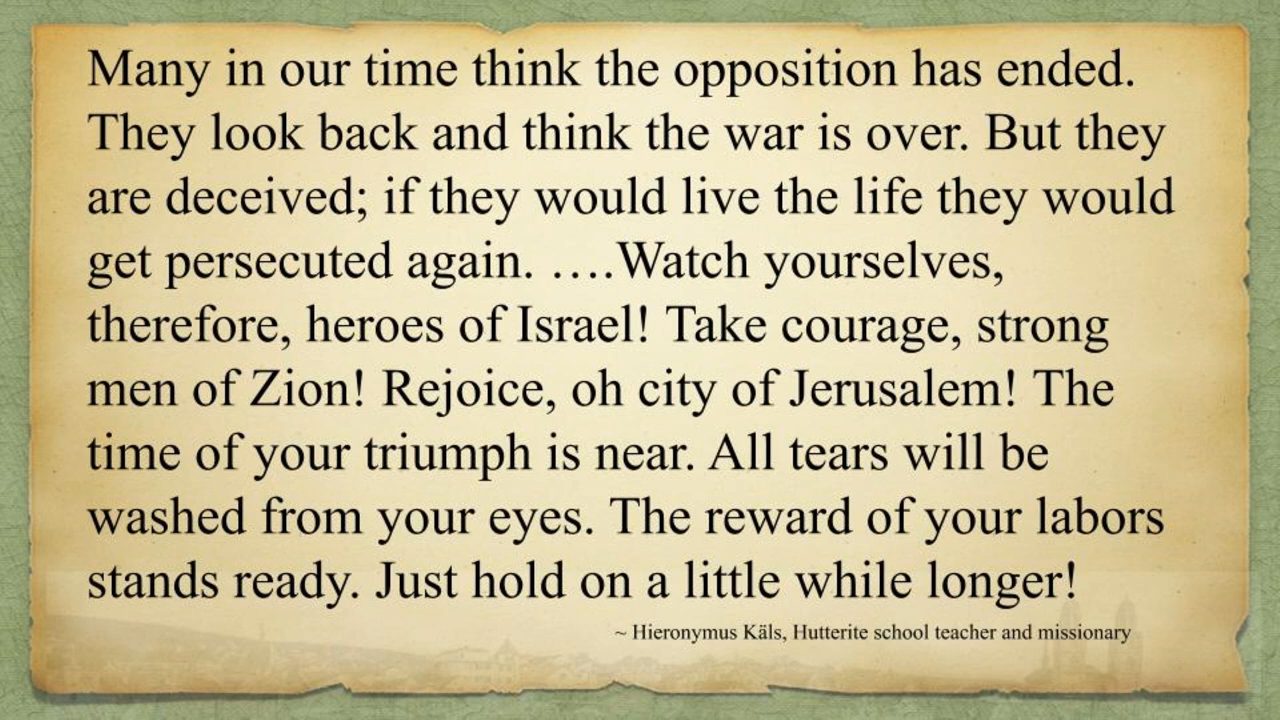 Many in our time think the opposition has ended.
They look back and think the war is over. But they
are deceived; if they would live the life they would
get persecuted again. ….Watch yourselves,
therefore, heroes of Israel! Take courage, strong
men of Zion! Rejoice, oh city of Jerusalem! The
time of your triumph is near. All tears will be
washed from your eyes. The reward of your labors
stands ready. Just hold on a little while longer!
~ Hieronymus Käls, Hutterite school teacher and missionary